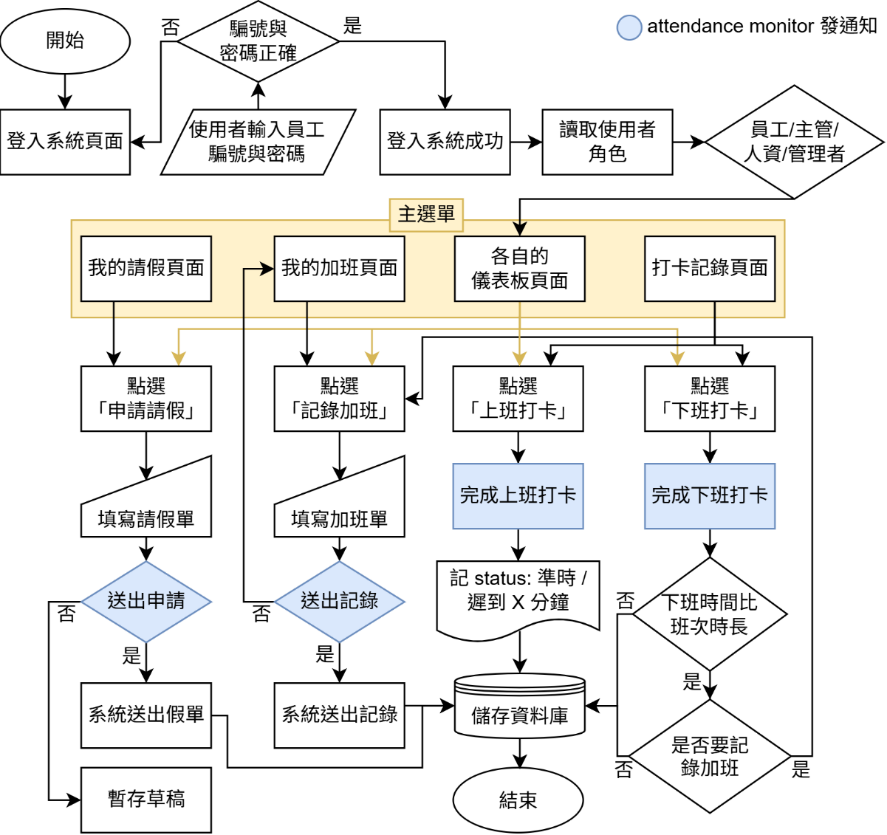 開始
否
騙號與
密碼正確
是
attendance monitor 發通知
登入系統頁面
使用者輸入員工
騙號與密碼
登入系統成功
讀取使用者
角色
員工/主管/
人資/管理者
主選單
我的請假頁面
我的加班頁面
各自的
儀表板頁面
打卡記錄頁面
點選
「申請請假」
點選
「記錄加班」
點選
「上班打卡」
點選
「下班打卡」
填寫請假單
填寫加班單
完成上班打卡
完成下班打卡
送出申請
否
是
送出記錄
否
是
記 status: 準時 /
遲到 X 分鐘
下班時間比
班次時長
否
是
系統送出假單
系統送出記錄
儲存資料庫
是否要記
錄加班
否
是
暫存草稿
結束